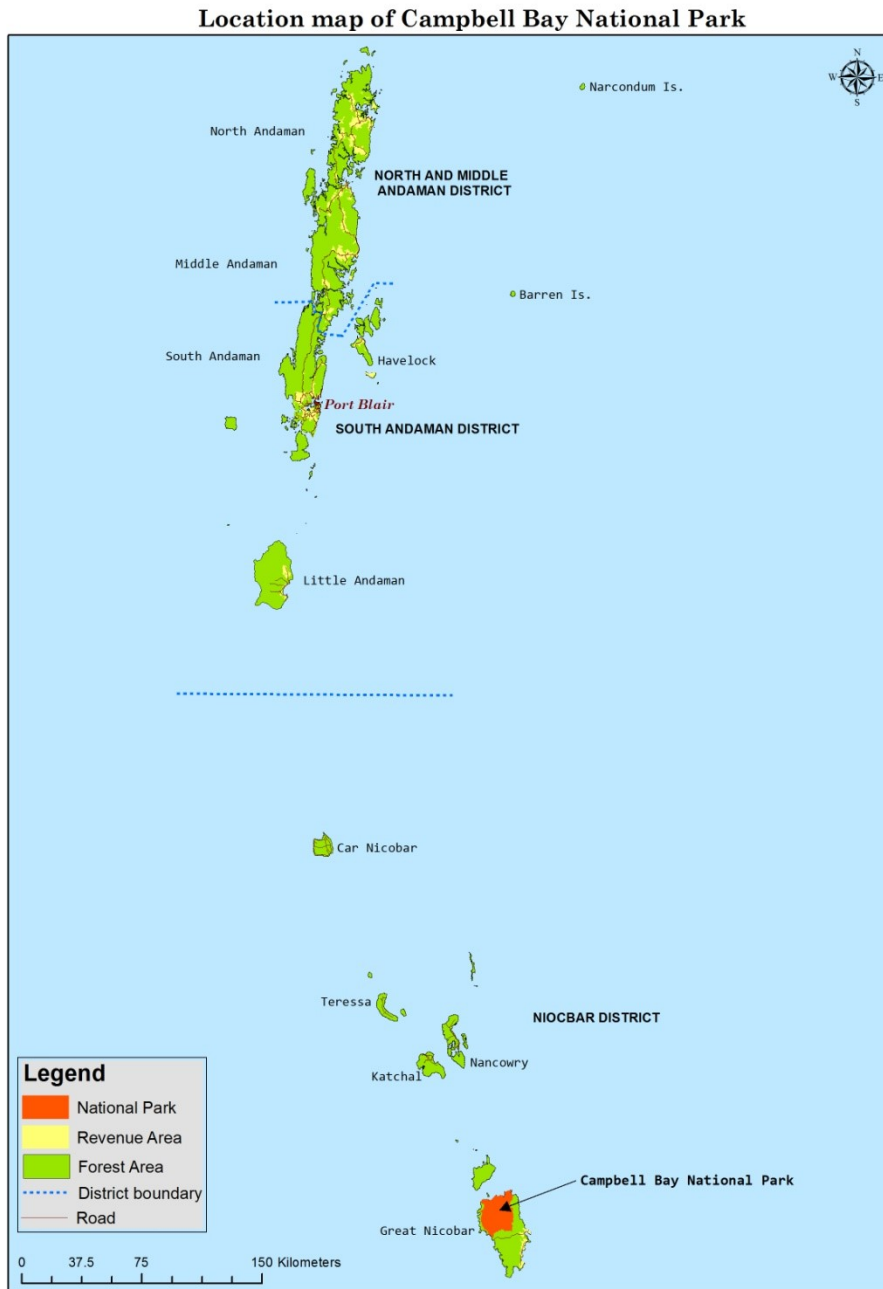 Location map of Campbell Bay National Park
N
W E
S
Narcondum Is.
North Andaman
NORTH AND MIDDLE
ANDAMAN DISTRICT
Middle Andaman
Barren Is.
South Andaman
Havelock
Port Blair
SOUTH ANDAMAN DISTRICT
Little Andaman
Car Nicobar
Teressa
NIOCBAR DISTRICT
Nancowry
Katchal
Campbell Bay National Park
Great Nicobar
Legend
National Park
Revenue Area
Forest Area
District boundary
Road
0 37.5 75 150 Kilometers